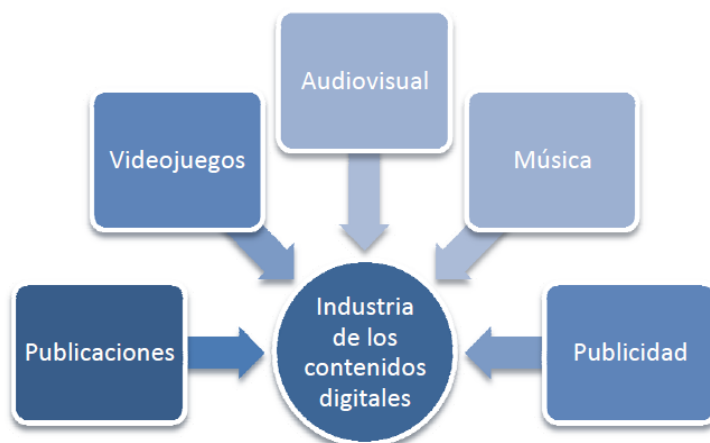 Audiovisual
Videojuegos
Música
Publicaciones
Industria
de los
contenidos
digitales
Publicidad